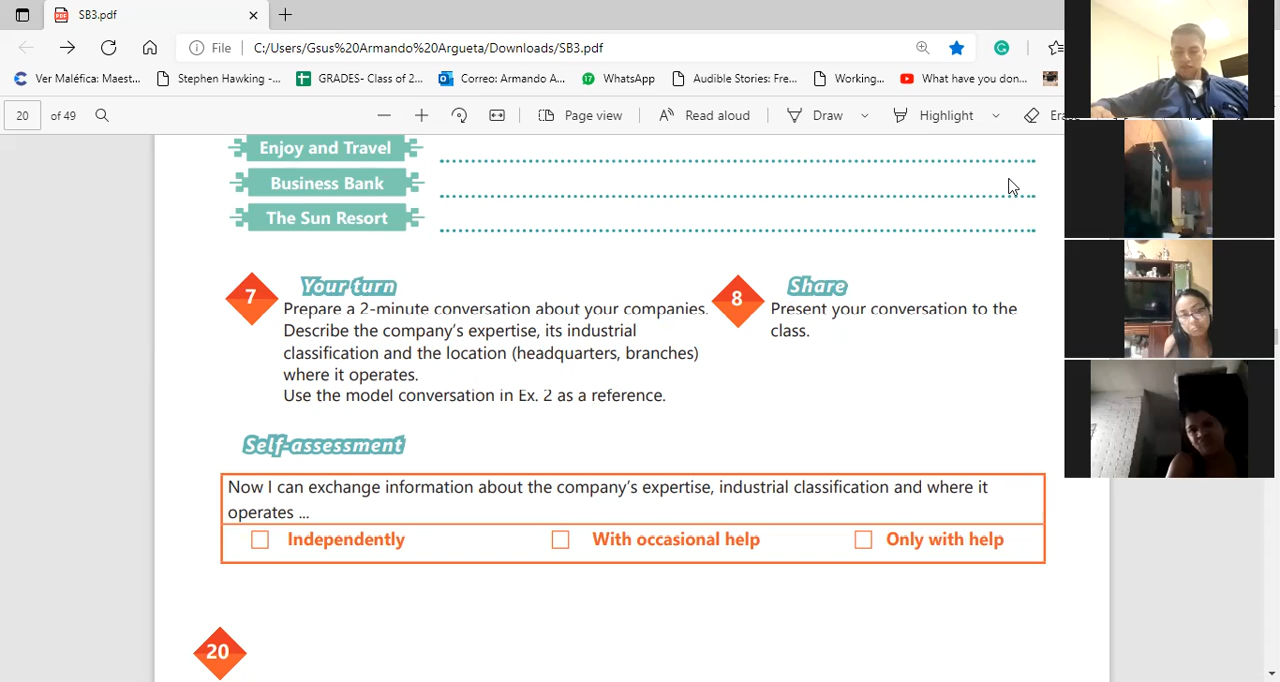 SB3.pdf
File C:/Users/Gsus%20Armando%20Argueta/Downloads/SB3.pdf
Ver Maléfica: Maest... Stephen Hawking -... GRADES- Class of 2... Correo: Armando A... WhatsApp Audible Stories: Fre... Working... What have you don...
20 of 49 Page view Read aloud Draw Highlight
Enjoy and Travel
Business Bank
The Sun Resort
7 Your turn
Prepare a 2-minute conversation about your companies.
Describe the company's expertise, its industrial
classification and the location (headquarters, branches)
where it operates.
Use the model conversation in Ex. 2 as a reference.
8 Share
Present your conversation to the
class.
Self-assessment
Now I can exchange information about the company's expertise, industrial classification and where it
operates ...
Independently With occasional help Only with help
20